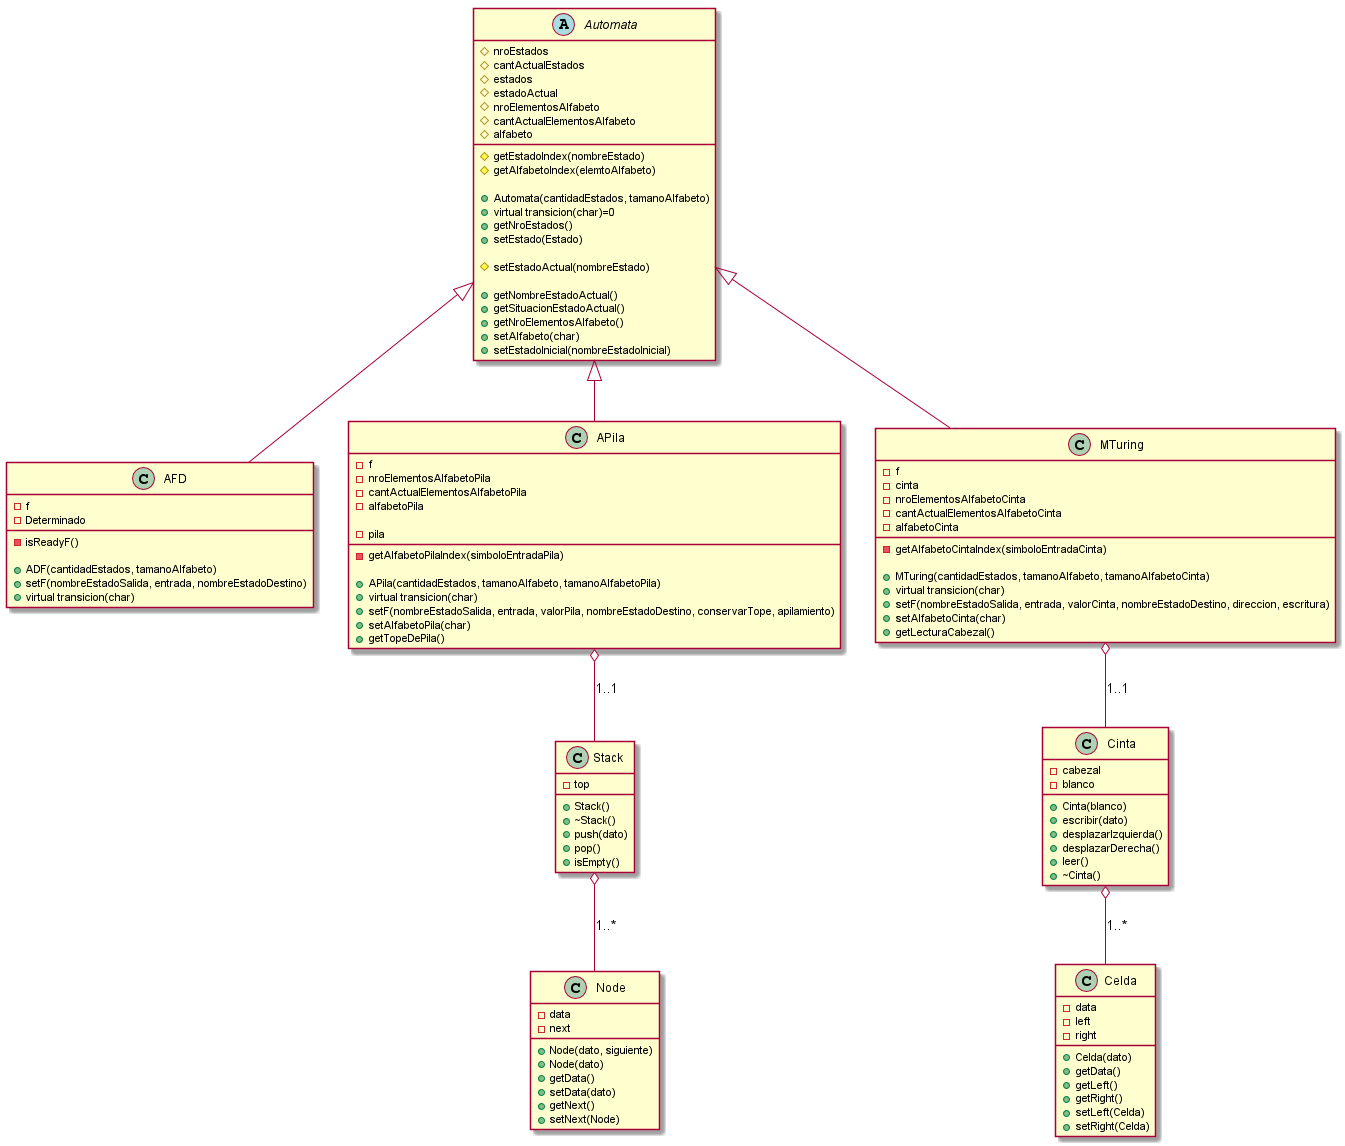 A Automata
nroEstados
cantActualEstados
estados
estadoActual
nroElementosAlfabeto
cantActualElementosAlfabeto
alfabeto
getEstadoIndex(nombreEstado)
getAlfabetoIndex(elemtoAlfabeto)
Automata(cantidadEstados, tamanoAlfabeto)
virtual transicion(char)=0
getNroEstados()
setEstado(Estado)
setEstadoActual(nombreEstado)
getNombreEstadoActual()
getSituacionEstadoActual()
getNroElementosAlfabeto()
setAlfabeto(char)
setEstadoInicial(nombreEstadoInicial)
C AFD
f
Determinado
isReadyF()
ADF(cantidadEstados, tamanoAlfabeto)
setF(nombreEstadoSalida, entrada, nombreEstadoDestino)
virtual transicion(char)
C APila
f
nroElementosAlfabetoPila
cantActualElementosAlfabetoPila
alfabetoPila
pila
getAlfabetoPilaIndex(simboloEntradaPila)
APila(cantidadEstados, tamanoAlfabeto, tamanoAlfabetoPila)
virtual transicion(char)
setF(nombreEstadoSalida, entrada, valorPila, nombreEstadoDestino, conservarTope, apilamiento)
setAlfabetoPila(char)
getTopeDePila()
C MTuring
f
cinta
nroElementosAlfabetoCinta
cantActualElementosAlfabetoCinta
alfabetoCinta
getAlfabetoCintaIndex(simboloEntradaCinta)
MTuring(cantidadEstados, tamanoAlfabeto, tamanoAlfabetoCinta)
virtual transicion(char)
setF(nombreEstadoSalida, entrada, valorCinta, nombreEstadoDestino, direccion, escritura)
setAlfabetoCinta(char)
getLecturaCabezal()
1..1
1..1
C Stack
top
Stack()
~Stack()
push(dato)
pop()
isEmpty()
C Cinta
cabezal
blanco
Cinta(blanco)
escribir(dato)
desplazarIzquierda()
desplazarDerecha()
leer()
~Cinta()
1..*
1..*
C Node
data
next
Node(dato, siguiente)
Node(dato)
getData()
setData(dato)
getNext()
setNext(Node)
C Celda
data
left
right
Celda(dato)
getData()
getLeft()
getRight()
setLeft(Celda)
setRight(Celda)